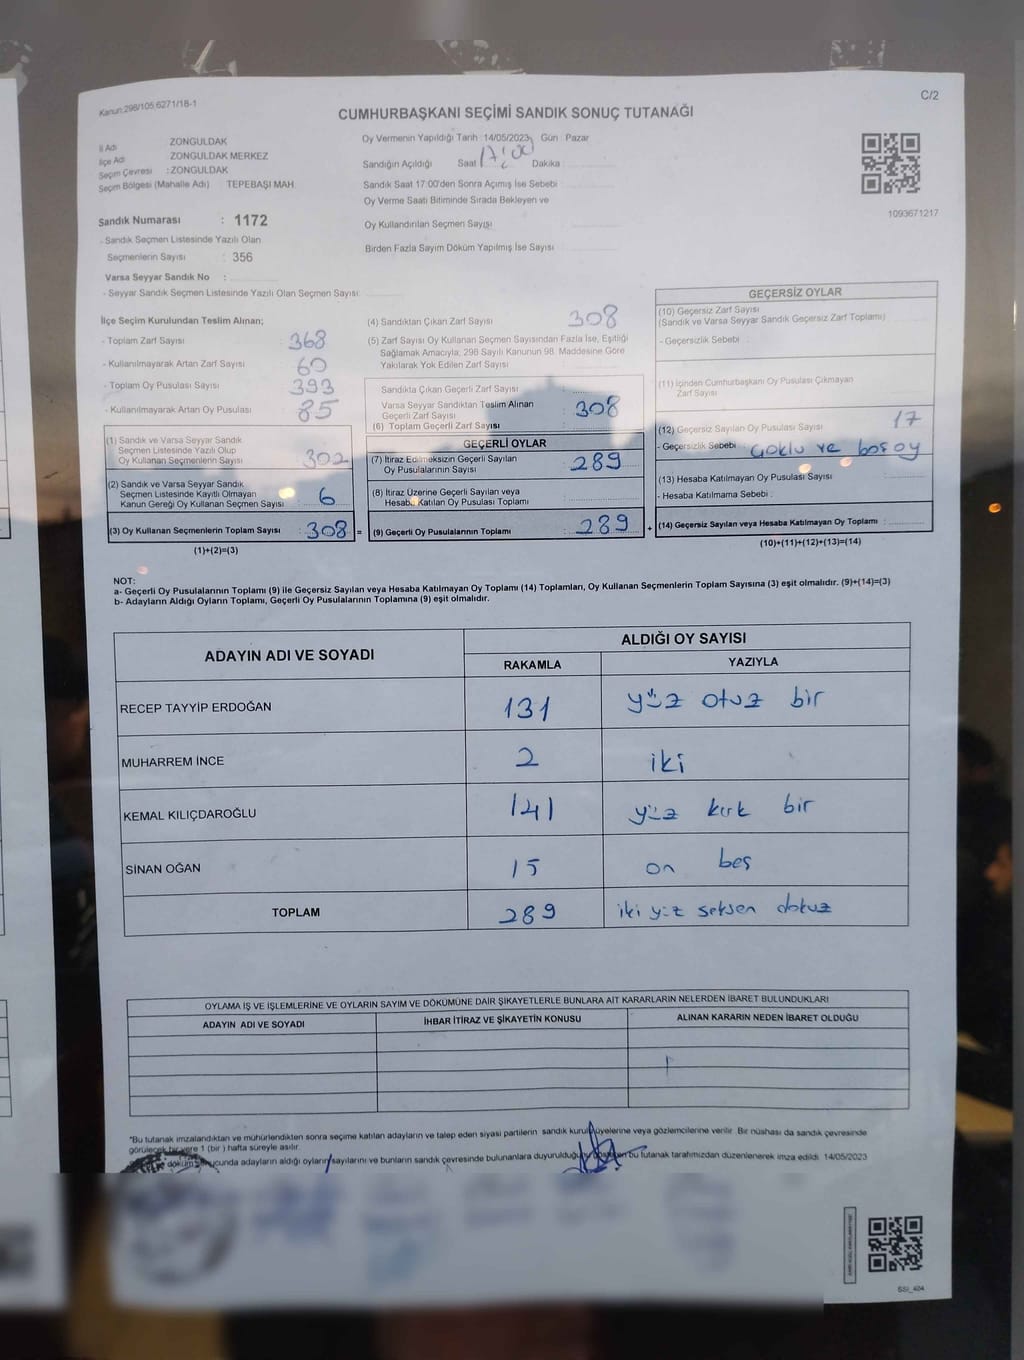 Kanun:298/105,6271/18-1
C/2
CUMHURBAŞKANI SEÇİMİ SANDIK SONUÇ TUTANAĞI
İl Adı ZONGULDAK
İlçe Adı ZONGULDAK MERKEZ
Seçim Çevresi : ZONGULDAK
Seçim Bölgesi (Mahalle Adı) TEPEBAŞI MAH.
Sandık Numarası : 1172
- Sandık Seçmen Listesinde Yazılı Olan
Seçmenlerin Sayısı : 356
Varsa Seyyar Sandık No :
- Seyyar Sandık Seçmen Listesinde Yazılı Olan Seçmen Sayısı:
Oy Vermenin Yapıldığı Tarih :14/05/2023, Gün : Pazar
Sandığın Açıldığı Saat 17:00 Dakika :
Sandık Saat 17:00'den Sonra Açımış İse Sebebi :
Oy Verme Saati Bitiminde Sırada Bekleyen ve
Oy Kullandırılan Seçmen Sayısı
Birden Fazla Sayım Döküm Yapılmış İse Sayısı
1093671217
İlçe Seçim Kurulundan Teslim Alınan;
- Toplam Zarf Sayısı : 368
- Kullanılmayarak Artan Zarf Sayısı : 60
- Toplam Oy Pusulası Sayısı : 393
- Kullanılmayarak Artan Oy Pusulası : 85
(1) Sandık ve Varsa Seyyar Sandık
Seçmen Listesinde Yazılı Olup
Oy Kullanan Seçmenlerin Sayısı : 302
(2) Sandık ve Varsa Seyyar Sandık
Seçmen Listesinde Kayıtlı Olmayan
Kanun Gereği Oy Kullanan Seçmen Sayısı : 6
(3) Oy Kullanan Seçmenlerin Toplam Sayısı : 308 =
(1)+(2)=(3)
(4) Sandıktan Çıkan Zarf Sayısı 308
(5) Zarf Sayısı Oy Kullanan Seçmen Sayısından Fazla İse, Eşitliği
Sağlamak Amacıyla; 298 Sayılı Kanunun 98. Maddesine Göre
Yakılarak Yok Edilen Zarf Sayısı
Sandıkta Çıkan Geçerli Zarf Sayısı :
Varsa Seyyar Sandıktan Teslim Alınan
Geçerli Zarf Sayısı
(6) Toplam Geçerli Zarf Sayısı : 308
GEÇERLİ OYLAR
(7) İtiraz Edilmeksizin Geçerli Sayılan
Oy Pusulalarının Sayısı : 289
(8) İtiraz Üzerine Geçerli Sayılan veya
Hesaba Katılan Oy Pusulası Toplamı :
(9) Geçerli Oy Pusulalarının Toplamı : 289 +
GEÇERSİZ OYLAR
(10) Geçersiz Zarf Sayısı
(Sandık ve Varsa Seyyar Sandık Geçersiz Zarf Toplamı)
- Geçersizlik Sebebi :
(11) İçinden Cumhurbaşkanı Oy Pusulası Çıkmayan
Zarf Sayısı
(12) Geçersiz Sayılan Oy Pusulası Sayısı 17
- Geçersizlik Sebebi : Çoklu ve boş oy
(13) Hesaba Katılmayan Oy Pusulası Sayısı :
- Hesaba Katılmama Sebebi :
(14) Geçersiz Sayılan veya Hesaba Katılmayan Oy Toplamı :
(10)+(11)+(12)+(13)=(14)
NOT:
a- Geçerli Oy Pusulalarının Toplamı (9) ile Geçersiz Sayılan veya Hesaba Katılmayan Oy Toplamı (14) Toplamları, Oy Kullanan Seçmenlerin Toplam Sayısına (3) eşit olmalıdır. (9)+(14)=(3)
b- Adayların Aldığı Oyların Toplamı, Geçerli Oy Pusulalarının Toplamına (9) eşit olmalıdır.
ADAYIN ADI VE SOYADI
ALDIĞI OY SAYISI
RAKAMLA YAZIYLA
RECEP TAYYİP ERDOĞAN 131 yüz otuz bir
MUHARREM İNCE 2 iki
KEMAL KILIÇDAROĞLU 141 yüz kırk bir
SİNAN OĞAN 15 on beş
TOPLAM 289 iki yüz seksen dokuz
OYLAMA İŞ VE İŞLEMLERİNE VE OYLARIN SAYIM VE DÖKÜMÜNE DAİR ŞİKAYETLERLE BUNLARA AİT KARARLARIN NELERDEN İBARET BULUNDUKLARI
ADAYIN ADI VE SOYADI İHBAR İTİRAZ VE ŞİKAYETİN KONUSU ALINAN KARARIN NEDEN İBARET OLDUĞU
*Bu tutanak imzalandıktan ve mühürlendikten sonra seçime katılan adayların ve talep eden siyasi partilerin sandık kurulu üyelerine veya gözlemcilerine verilir. Bir nüshası da sandık çevresinde
görülecek bir yere 1 (bir) hafta süreyle asılır.
döküm sonucunda adayların aldığı oyların sayılarını ve bunların sandık çevresinde bulunanlara duyurulduğunu gösteren bu tutanak tarafımızdan düzenlenerek imza edildi. 14/05/2023
SSİ_404